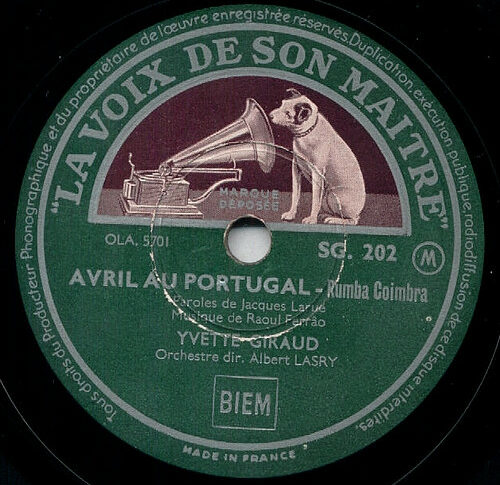 Tous droits du Producteur Phonographique et du propriétaire de l'œuvre enregistrée réservés. Duplication, exécution publique, radiodiffusion de ce disque interdites.
"LA VOIX DE SON MAITRE"
MARQUE
DÉPOSÉE
OLA. 5701
SG. 202
M
AVRIL AU PORTUGAL - Rumba Coimbra
Paroles de Jacques Larue
Musique de Raoul Ferrão
YVETTE GIRAUD
Orchestre dir. Albert LASRY
BIEM
MADE IN FRANCE